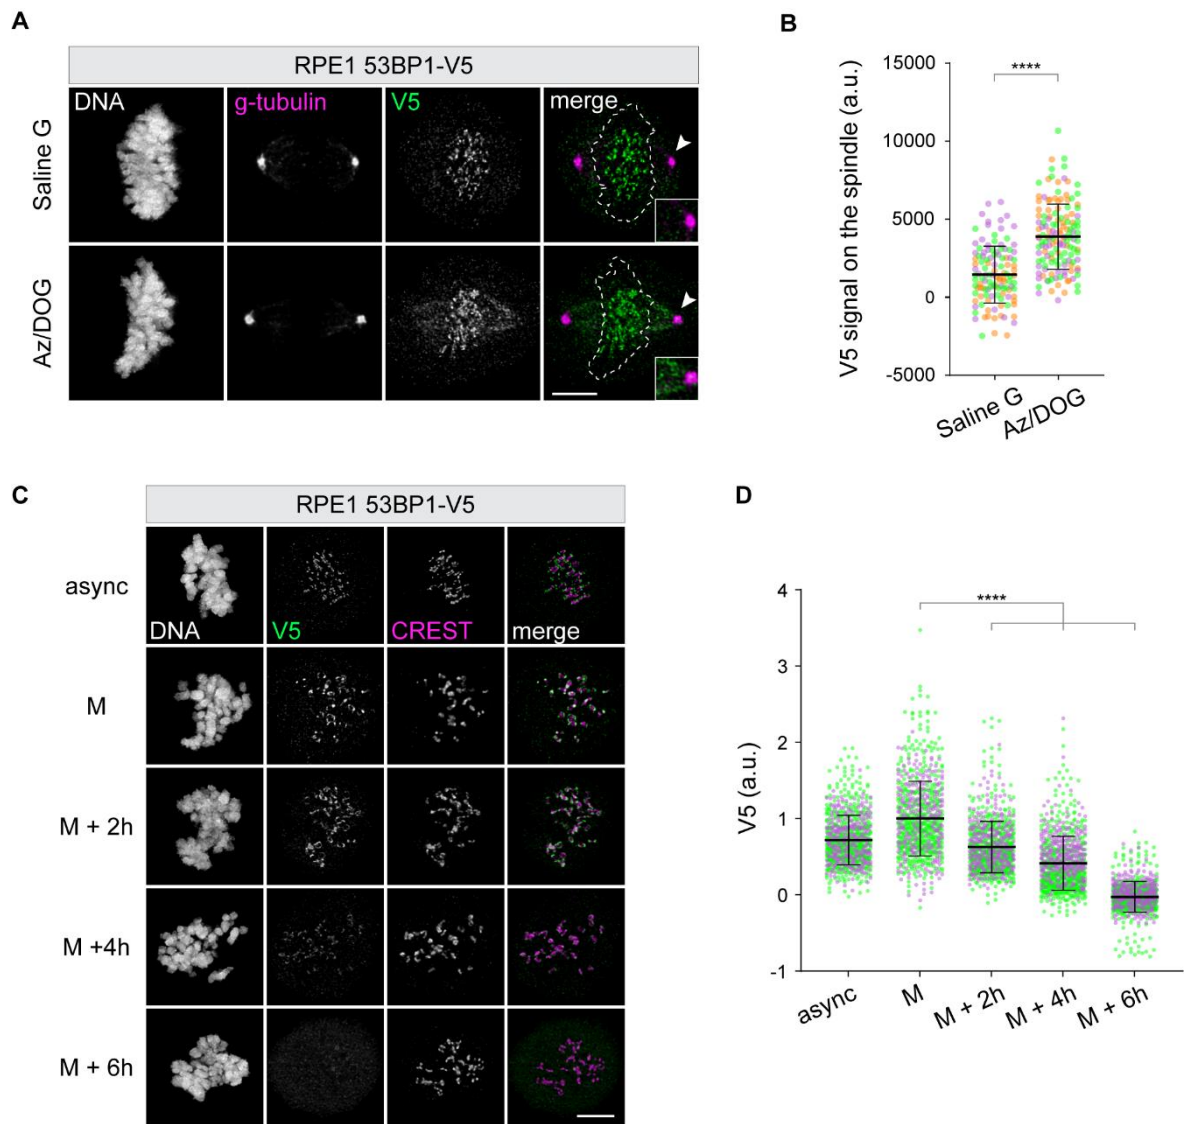 A
RPE1 53BP1-V5
DNA
g-tubulin
V5
merge
Saline G
Az/DOG
B
V5 signal on the spindle (a.u.)
15000
10000
5000
0
-5000
****
Saline G
Az/DOG
C
RPE1 53BP1-V5
async
DNA
V5
CREST
merge
M
M + 2h
M +4h
M + 6h
D
V5 (a.u.)
4
3
2
1
0
-1
****
async
M
M + 2h
M + 4h
M + 6h